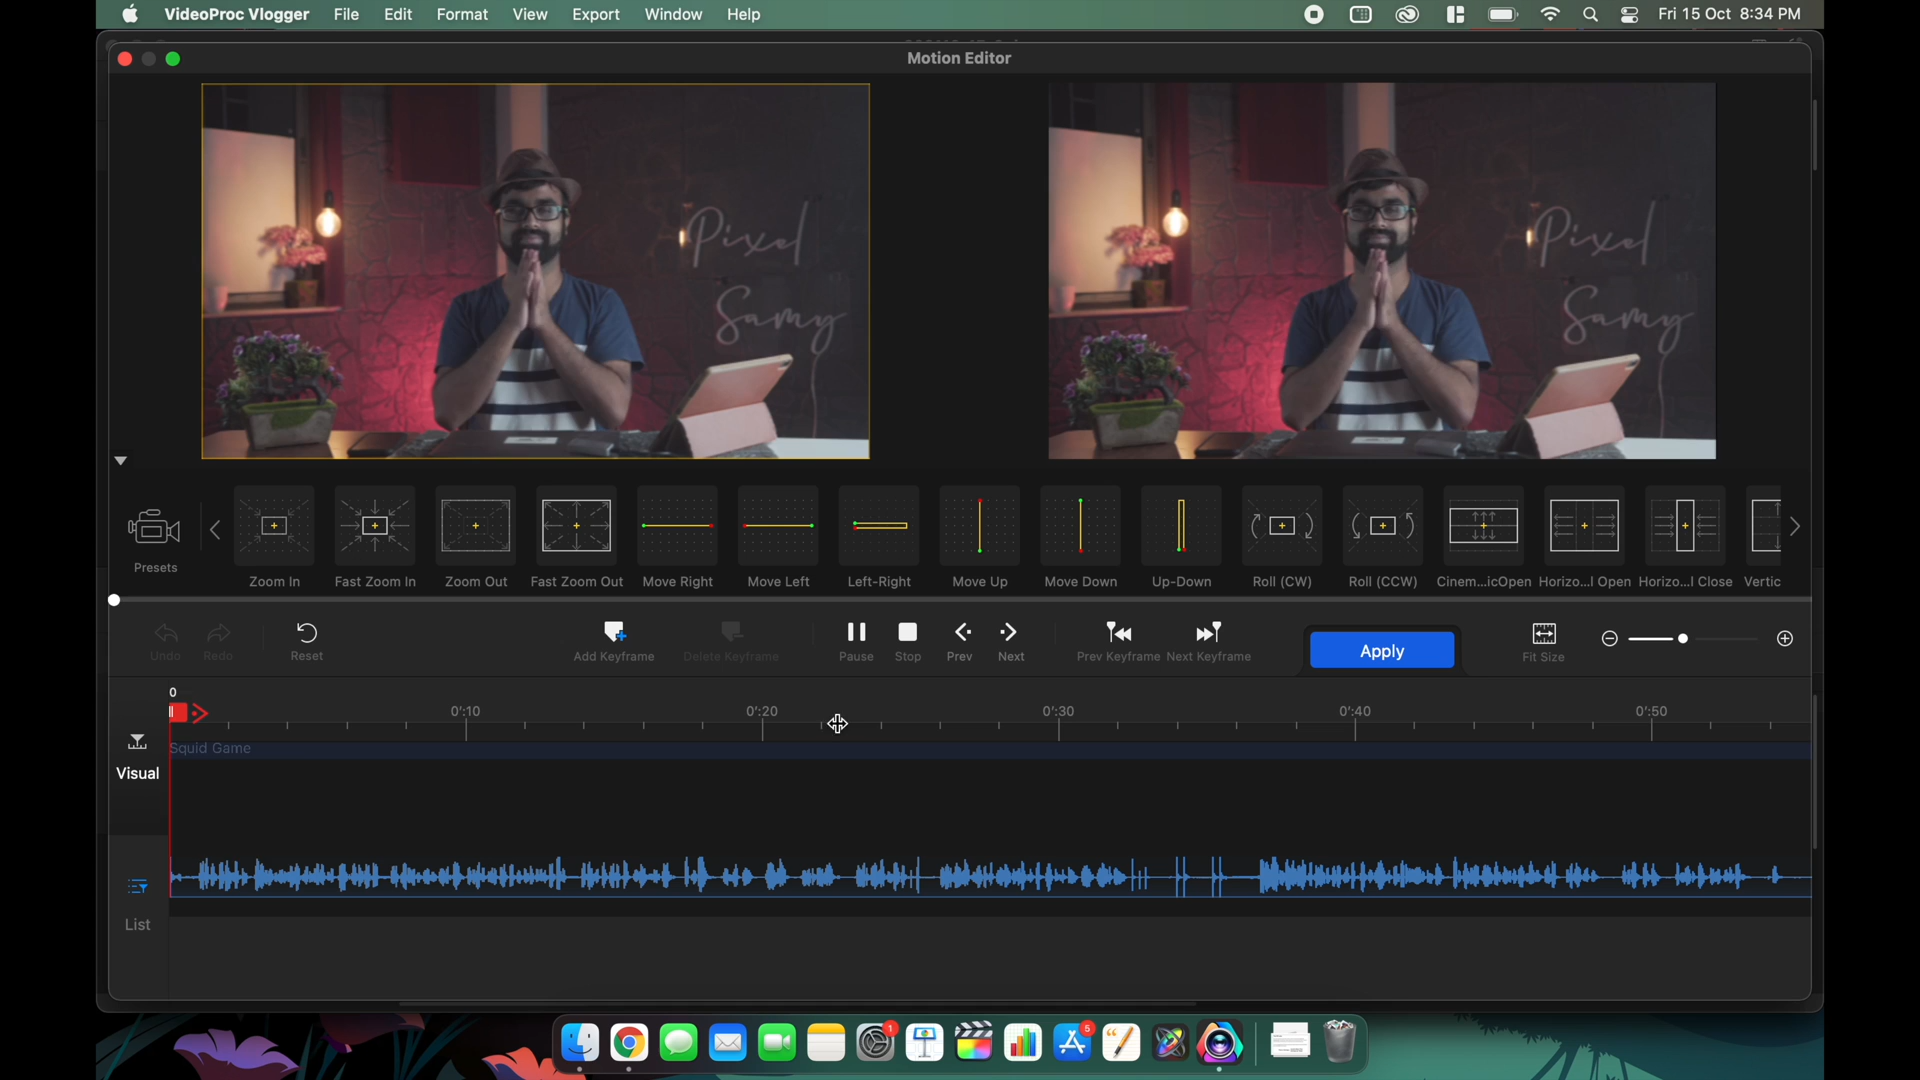 VideoProc Vlogger File Edit Format View Export Window Help Fri 15 Oct 8:34 PM
Motion Editor
Pixel Samy Pixel Samy
Presets Zoom In Fast Zoom In Zoom Out Fast Zoom Out Move Right Move Left Left-Right Move Up Move Down Up-Down Roll (CW) Roll (CCW) Cinem...icOpen Horizo...l Open Horizo...l Close Vertic
Undo Redo Reset Add Keyframe Delete Keyframe Pause Stop Prev Next Prev Keyframe Next Keyframe Apply Fit Size
0
0':10 0':20 0':30 0':40 0':50
Squid Game
Visual
List
1 5